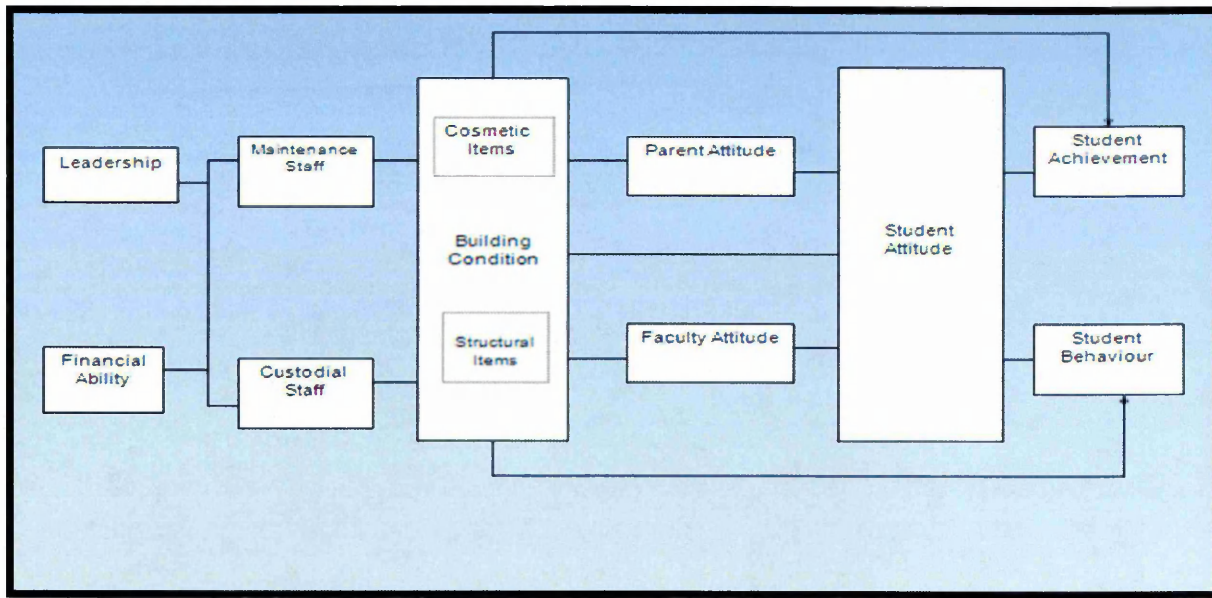 Leadership
Financial
Ability
Maintenance
Staff
Custodial
Staff
Cosmetic
Items
Building
Condition
Structural
Items
Parent Attitude
Faculty Attitude
Student
Attitude
Student
Achievement
Student
Behaviour